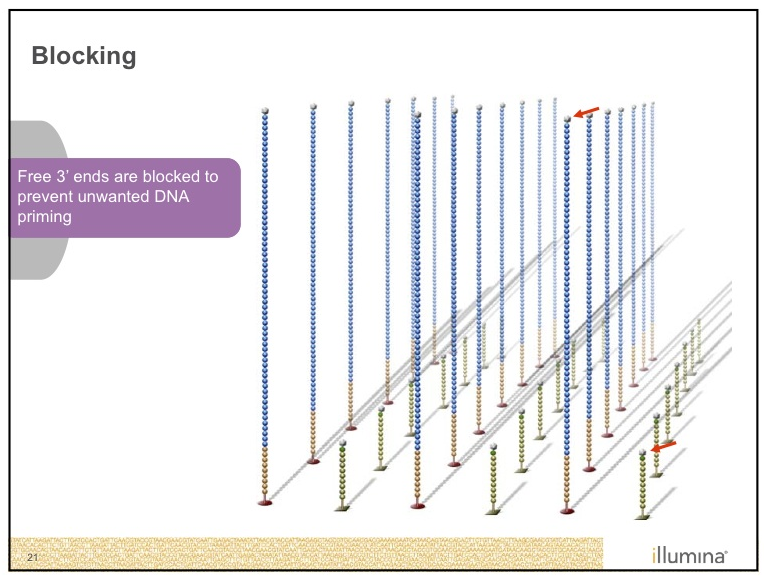 Blocking
Free 3' ends are blocked to
prevent unwanted DNA
priming
21
illumina®